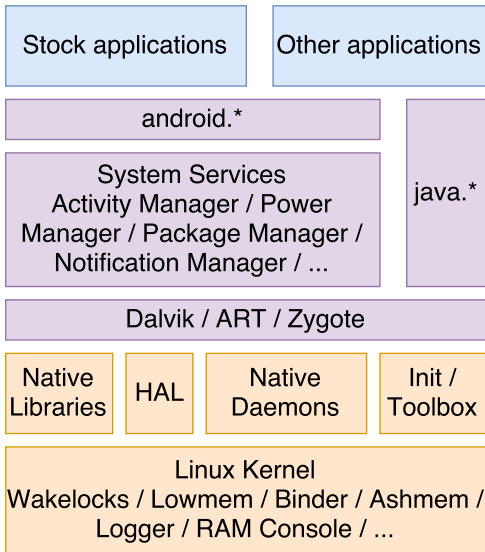 Stock applications
Other applications
android.*
java.*
System Services
Activity Manager / Power
Manager / Package Manager /
Notification Manager / ...
Dalvik / ART / Zygote
Native
Libraries
HAL
Native
Daemons
Init /
Toolbox
Linux Kernel
Wakelocks / Lowmem / Binder / Ashmem /
Logger / RAM Console / ...